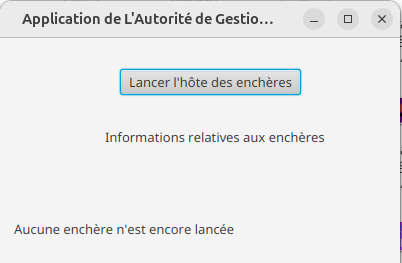 Application de L'Autorité de Gestio...
Lancer l'hôte des enchères
Informations relatives aux enchères
Aucune enchère n'est encore lancée